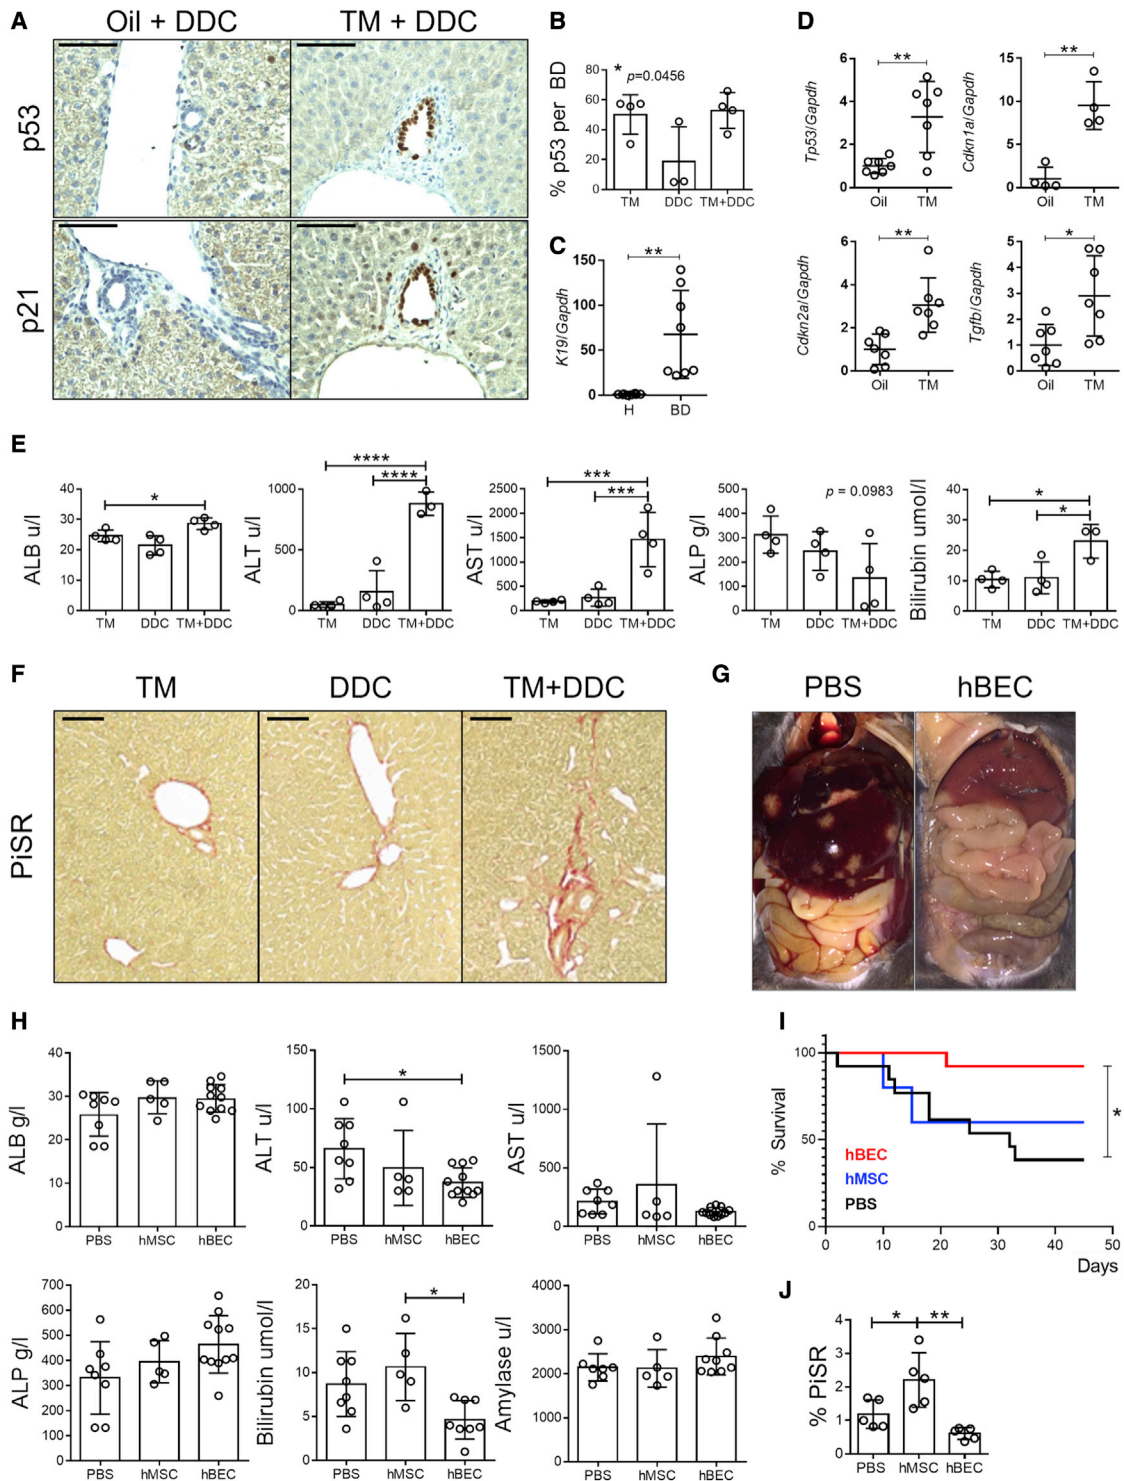 A
Oil + DDC
TM + DDC
p53
p21
B
% p53 per BD
80
60
40
20
0
* p=0.0456
TM
DDC
TM+DDC
C
K19/Gapdh
150
100
50
0
**
H
BD
D
Tp53/Gapdh
6
4
2
0
**
Oil
TM
Cdkn1a/Gapdh
15
10
5
0
**
Oil
TM
Cdkn2a/Gapdh
6
4
2
0
**
Oil
TM
Tgfb/Gapdh
5
4
3
2
1
0
*
Oil
TM
E
ALB u/l
40
30
20
10
0
*
TM
DDC
TM+DDC
ALT u/l
1000
500
0
****
****
TM
DDC
TM+DDC
AST u/l
2500
2000
1500
1000
500
0
***
***
TM
DDC
TM+DDC
ALP g/l
500
400
300
200
100
0
p = 0.0983
TM
DDC
TM+DDC
Bilirubin umol/l
40
30
20
10
0
*
*
TM
DDC
TM+DDC
F
TM
DDC
TM+DDC
PiSR
G
PBS
hBEC
H
ALB g/l
40
30
20
10
0
PBS
hMSC
hBEC
ALT u/l
150
100
50
0
*
PBS
hMSC
hBEC
AST u/l
1500
1000
500
0
PBS
hMSC
hBEC
ALP g/l
700
600
500
400
300
200
100
0
PBS
hMSC
hBEC
Bilirubin umol/l
20
15
10
5
0
*
PBS
hMSC
hBEC
Amylase u/l
4000
3000
2000
1000
0
PBS
hMSC
hBEC
I
% Survival
100
50
0
hBEC
hMSC
PBS
*
0
10
20
30
40
50
Days
J
% PiSR
4
3
2
1
0
*
**
PBS
hMSC
hBEC